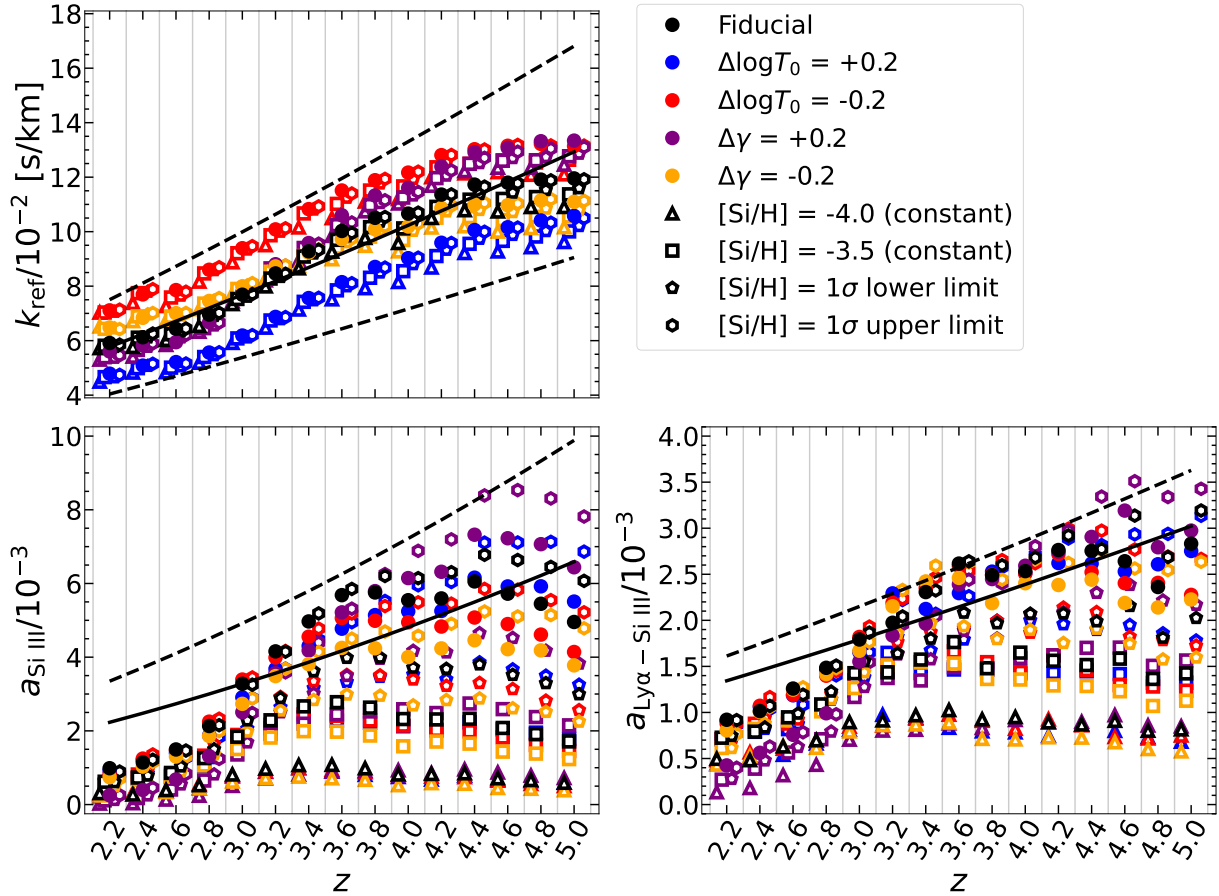 18
16
14
12
10
8
6
4
k_ref/10⁻² [s/km]
Fiducial
ΔlogT₀ = +0.2
ΔlogT₀ = -0.2
Δγ = +0.2
Δγ = -0.2
[Si/H] = -4.0 (constant)
[Si/H] = -3.5 (constant)
[Si/H] = 1σ lower limit
[Si/H] = 1σ upper limit
10
8
6
4
2
0
a_Si III/10⁻³
2.2 2.4 2.6 2.8 3.0 3.2 3.4 3.6 3.8 4.0 4.2 4.4 4.6 4.8 5.0
z
4.0
3.5
3.0
2.5
2.0
1.5
1.0
0.5
0.0
a_Lyα − Si III/10⁻³
2.2 2.4 2.6 2.8 3.0 3.2 3.4 3.6 3.8 4.0 4.2 4.4 4.6 4.8 5.0
z